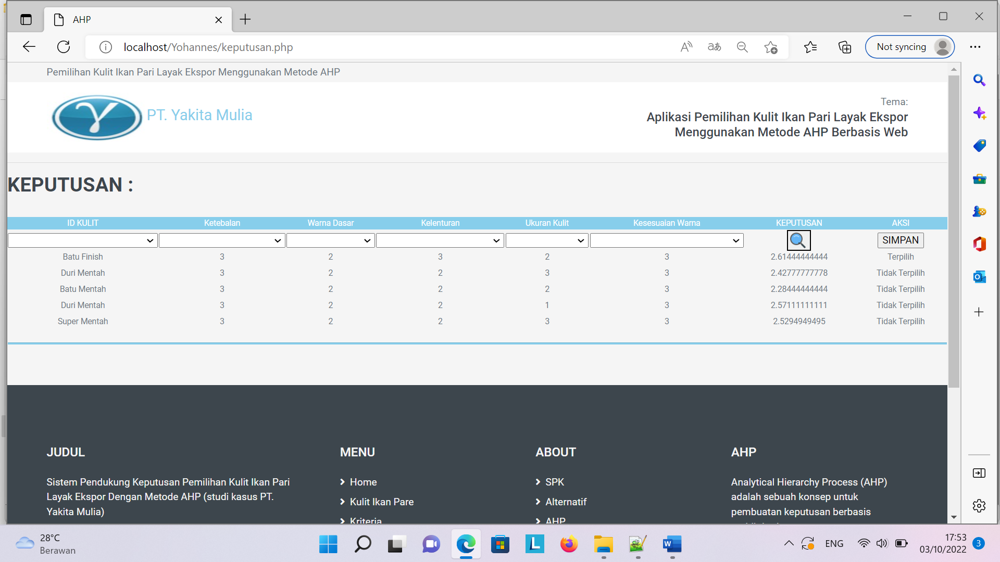 AHP
localhost/Yohannes/keputusan.php
Not syncing
Pemilihan Kulit Ikan Pari Layak Ekspor Menggunakan Metode AHP
PT. Yakita Mulia
Tema:
Aplikasi Pemilihan Kulit Ikan Pari Layak Ekspor
Menggunakan Metode AHP Berbasis Web
KEPUTUSAN :
ID KULIT Ketebalan Warna Dasar Kelenturan Ukuran Kulit Kesesuaian Warna KEPUTUSAN AKSI
SIMPAN
Batu Finish 3 2 3 2 3 2.61444444444 Terpilih
Duri Mentah 3 2 2 3 3 2.42777777778 Tidak Terpilih
Batu Mentah 3 2 2 2 3 2.28444444444 Tidak Terpilih
Duri Mentah 3 2 2 1 3 2.57111111111 Tidak Terpilih
Super Mentah 3 2 2 3 3 2.5294949495 Tidak Terpilih
JUDUL
Sistem Pendukung Keputusan Pemilihan Kulit Ikan Pari
Layak Ekspor Dengan Metode AHP (studi kasus PT.
Yakita Mulia)
MENU
Home
Kulit Ikan Pare
Kriteria
ABOUT
SPK
Alternatif
AHP
AHP
Analytical Hierarchy Process (AHP)
adalah sebuah konsep untuk
pembuatan keputusan berbasis
28°C
Berawan
ENG
17:53
03/10/2022
3